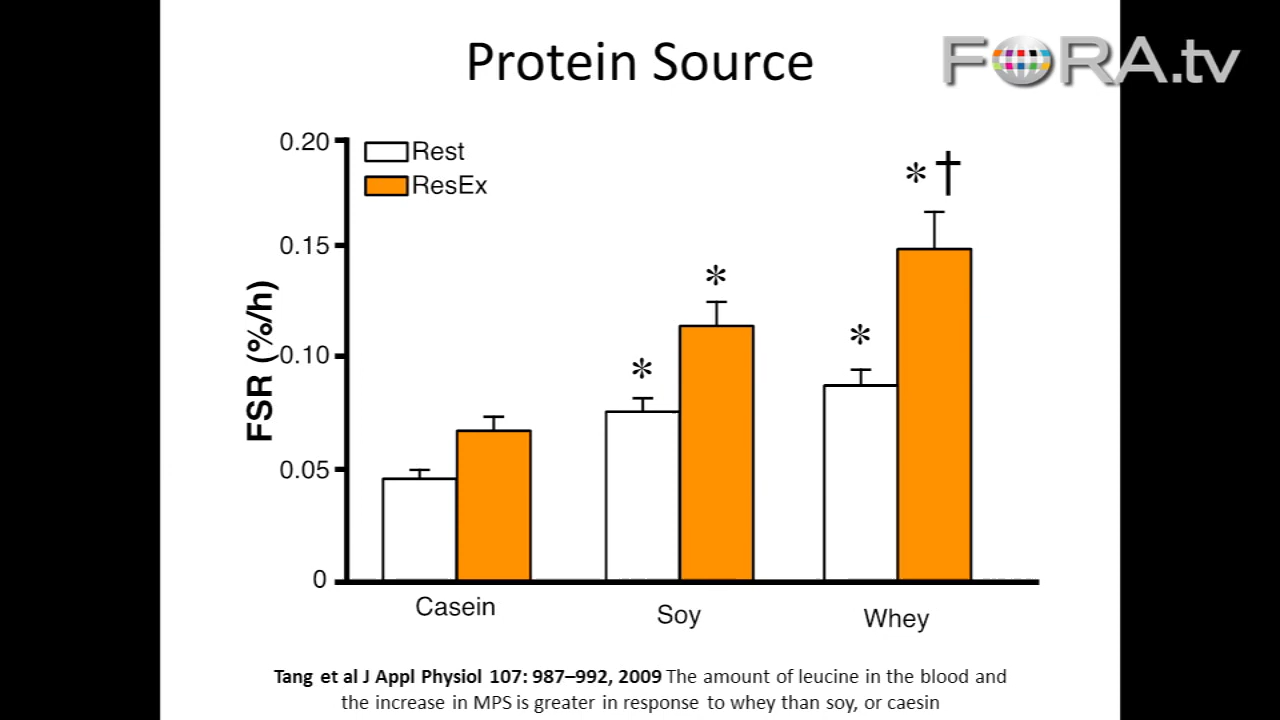 Protein Source
FORA.tv
0.20
Rest
ResEx
* †
0.15
*
*
FSR (%/h)
0.10
*
0.05
0
Casein
Soy
Whey
Tang et al J Appl Physiol 107: 987–992, 2009 The amount of leucine in the blood and
the increase in MPS is greater in response to whey than soy, or caesin